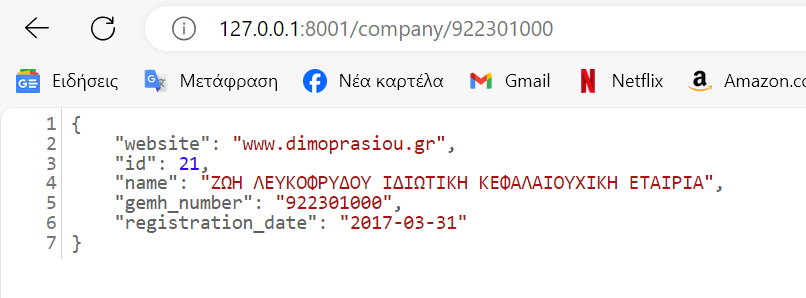 127.0.0.1:8001/company/922301000
Ειδήσεις Μετάφραση Νέα καρτέλα Gmail Netflix Amazon.co
1 {
2 "website": "www.dimoprasiou.gr",
3 "id": 21,
4 "name": "ΖΩΗ ΛΕΥΚΟΦΡΥΔΟΥ ΙΔΙΩΤΙΚΗ ΚΕΦΑΛΑΙΟΥΧΙΚΗ ΕΤΑΙΡΙΑ",
5 "gemh_number": "922301000",
6 "registration_date": "2017-03-31"
7 }